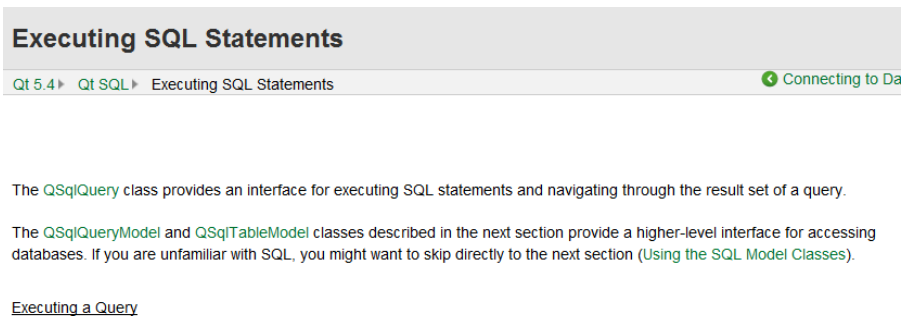 Executing SQL Statements
Qt 5.4 Qt SQL Executing SQL Statements Connecting to Da
The QSqlQuery class provides an interface for executing SQL statements and navigating through the result set of a query.
The QSqlQueryModel and QSqlTableModel classes described in the next section provide a higher-level interface for accessing
databases. If you are unfamiliar with SQL, you might want to skip directly to the next section (Using the SQL Model Classes).
Executing a Query